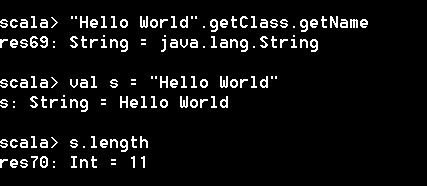 scala> "Hello World".getClass.getName
res69: String = java.lang.String
scala> val s = "Hello World"
s: String = Hello World
scala> s.length
res70: Int = 11